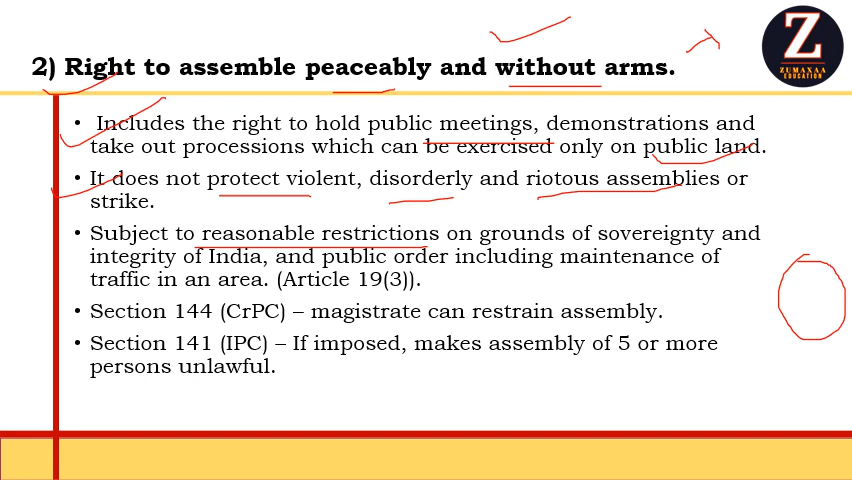 2) Right to assemble peaceably and without arms.
Z
ZUMAXAA
EDUCATION
• Includes the right to hold public meetings, demonstrations and
take out processions which can be exercised only on public land.
• It does not protect violent, disorderly and riotous assemblies or
strike.
• Subject to reasonable restrictions on grounds of sovereignty and
integrity of India, and public order including maintenance of
traffic in an area. (Article 19(3)).
• Section 144 (CrPC) – magistrate can restrain assembly.
• Section 141 (IPC) – If imposed, makes assembly of 5 or more
persons unlawful.